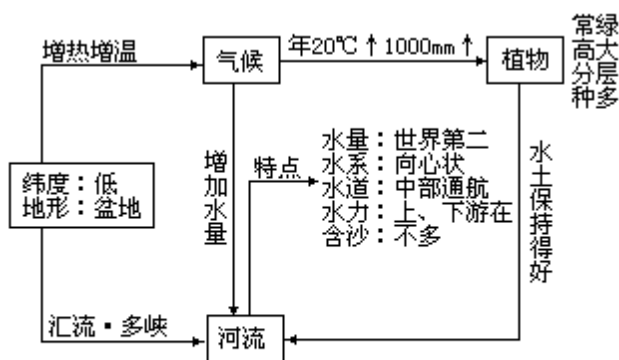 常绿
高大
分层
种多
增热增温
气候
年20℃↑1000mm↑
植物
纬度：低
地形：盆地
增加水量
特点
水量：世界第二
水系：向心状
水道：中部通航
水力：上、下游在
含沙：不多
水土保持得好
汇流·多峡
河流